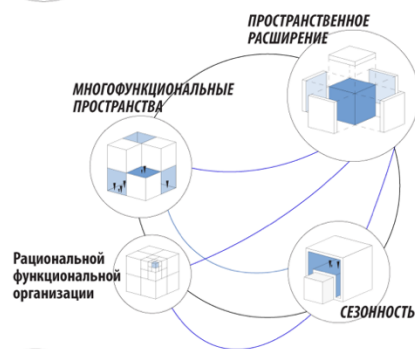 ПРОСТРАНСТВЕННОЕ
РАСШИРЕНИЕ
МНОГОФУНКЦИОНАЛЬНЫЕ
ПРОСТРАНСТВА
Рациональной
функциональной
организации
СЕЗОННОСТЬ